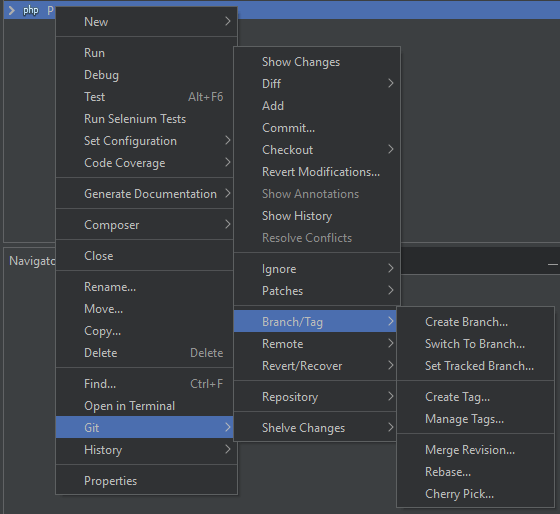 php P
New
Run
Debug
Test Alt+F6
Run Selenium Tests
Set Configuration
Code Coverage
Generate Documentation
Composer
Close
Rename...
Move...
Copy...
Delete Delete
Find... Ctrl+F
Open in Terminal
Git
History
Properties
Show Changes
Diff
Add
Commit...
Checkout
Revert Modifications...
Show Annotations
Show History
Resolve Conflicts
Ignore
Patches
Branch/Tag
Remote
Revert/Recover
Repository
Shelve Changes
Create Branch...
Switch To Branch...
Set Tracked Branch...
Create Tag...
Manage Tags...
Merge Revision...
Rebase...
Cherry Pick...